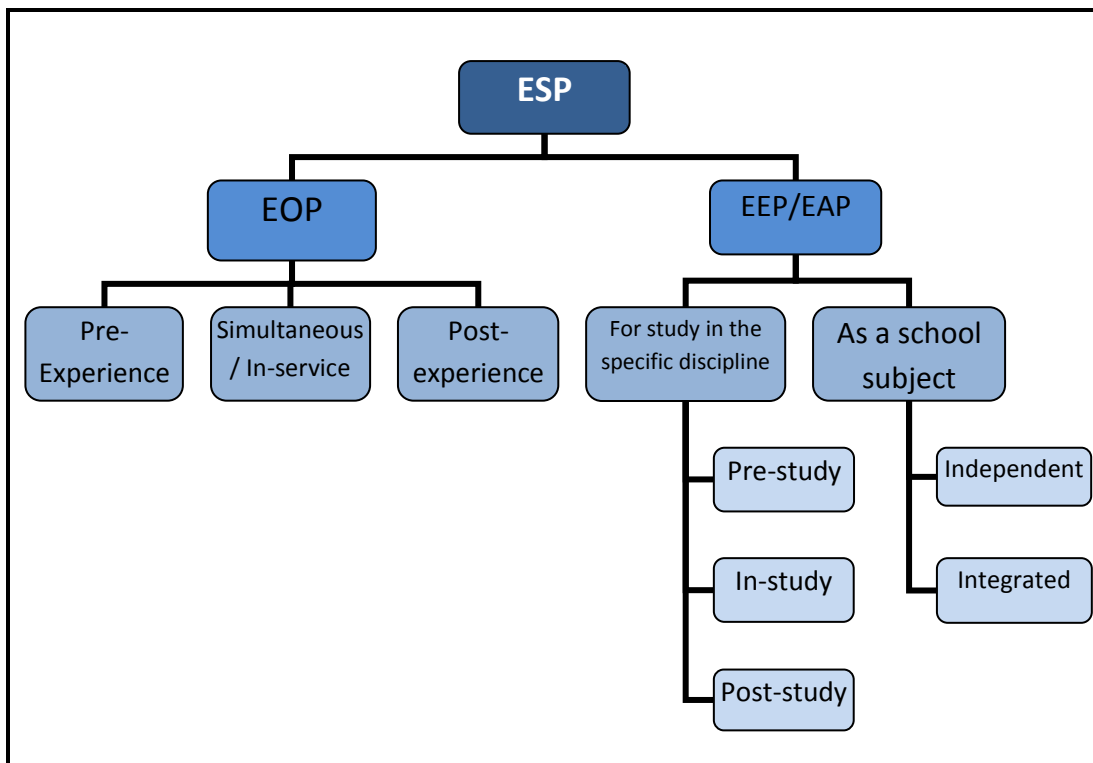 ESP
EOP
EEP/EAP
Pre-
Experience
Simultaneous
/ In-service
Post-
experience
For study in the
specific discipline
As a school
subject
Pre-study
Independent
In-study
Integrated
Post-study